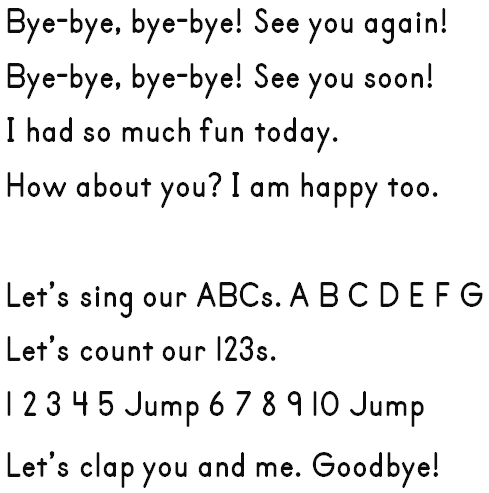 Bye-bye, bye-bye! See you again!
Bye-bye, bye-bye! See you soon!
I had so much fun today.
How about you? I am happy too.
Let's sing our ABCs. A B C D E F G
Let's count our 123s.
1 2 3 4 5 Jump 6 7 8 9 10 Jump
Let's clap you and me. Goodbye!